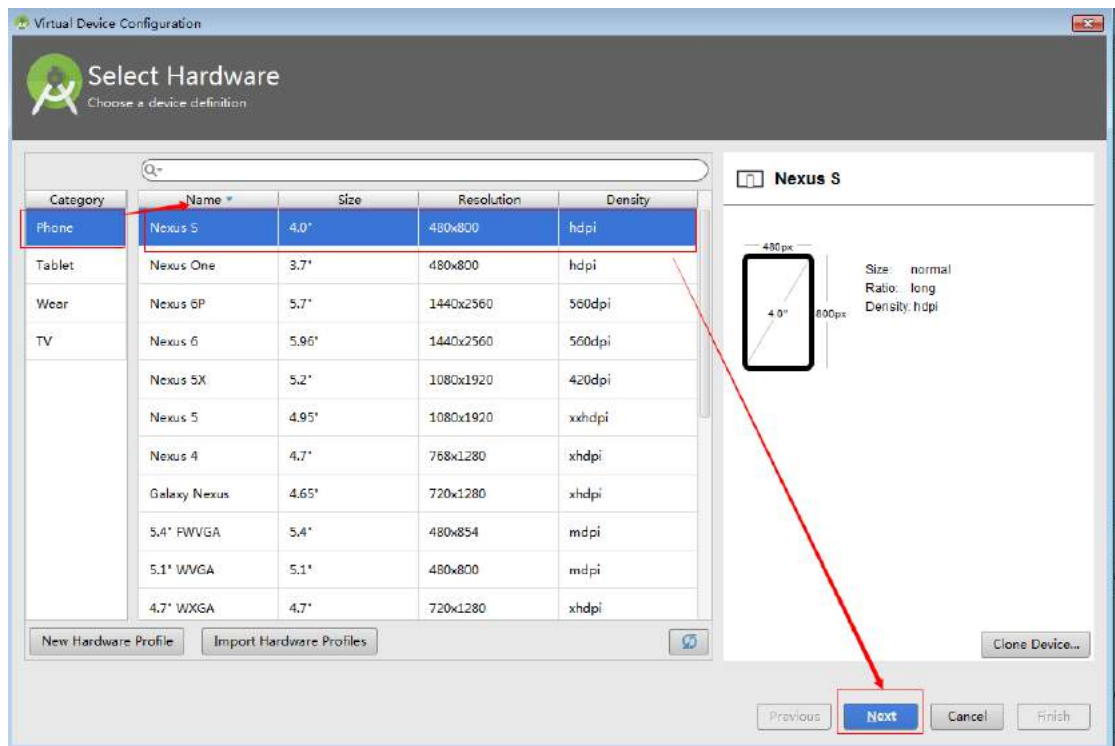 Virtual Device Configuration
Select Hardware
Choose a device definition
Category
Phone
Tablet
Wear
TV
Name Size Resolution Density
Nexus S 4.0" 480x800 hdpi
Nexus One 3.7" 480x800 hdpi
Nexus 6P 5.7" 1440x2560 560dpi
Nexus 6 5.96" 1440x2560 560dpi
Nexus 5X 5.2" 1080x1920 420dpi
Nexus 5 4.95" 1080x1920 xxhdpi
Nexus 4 4.7" 768x1280 xhdpi
Galaxy Nexus 4.65" 720x1280 xhdpi
5.4" FWVGA 5.4" 480x854 mdpi
5.1" WVGA 5.1" 480x800 mdpi
4.7" WXGA 4.7" 720x1280 xhdpi
New Hardware Profile Import Hardware Profiles
Nexus S
480px
4.0" 800px
Size: normal
Ratio: long
Density: hdpi
Clone Device...
Previous Next Cancel Finish